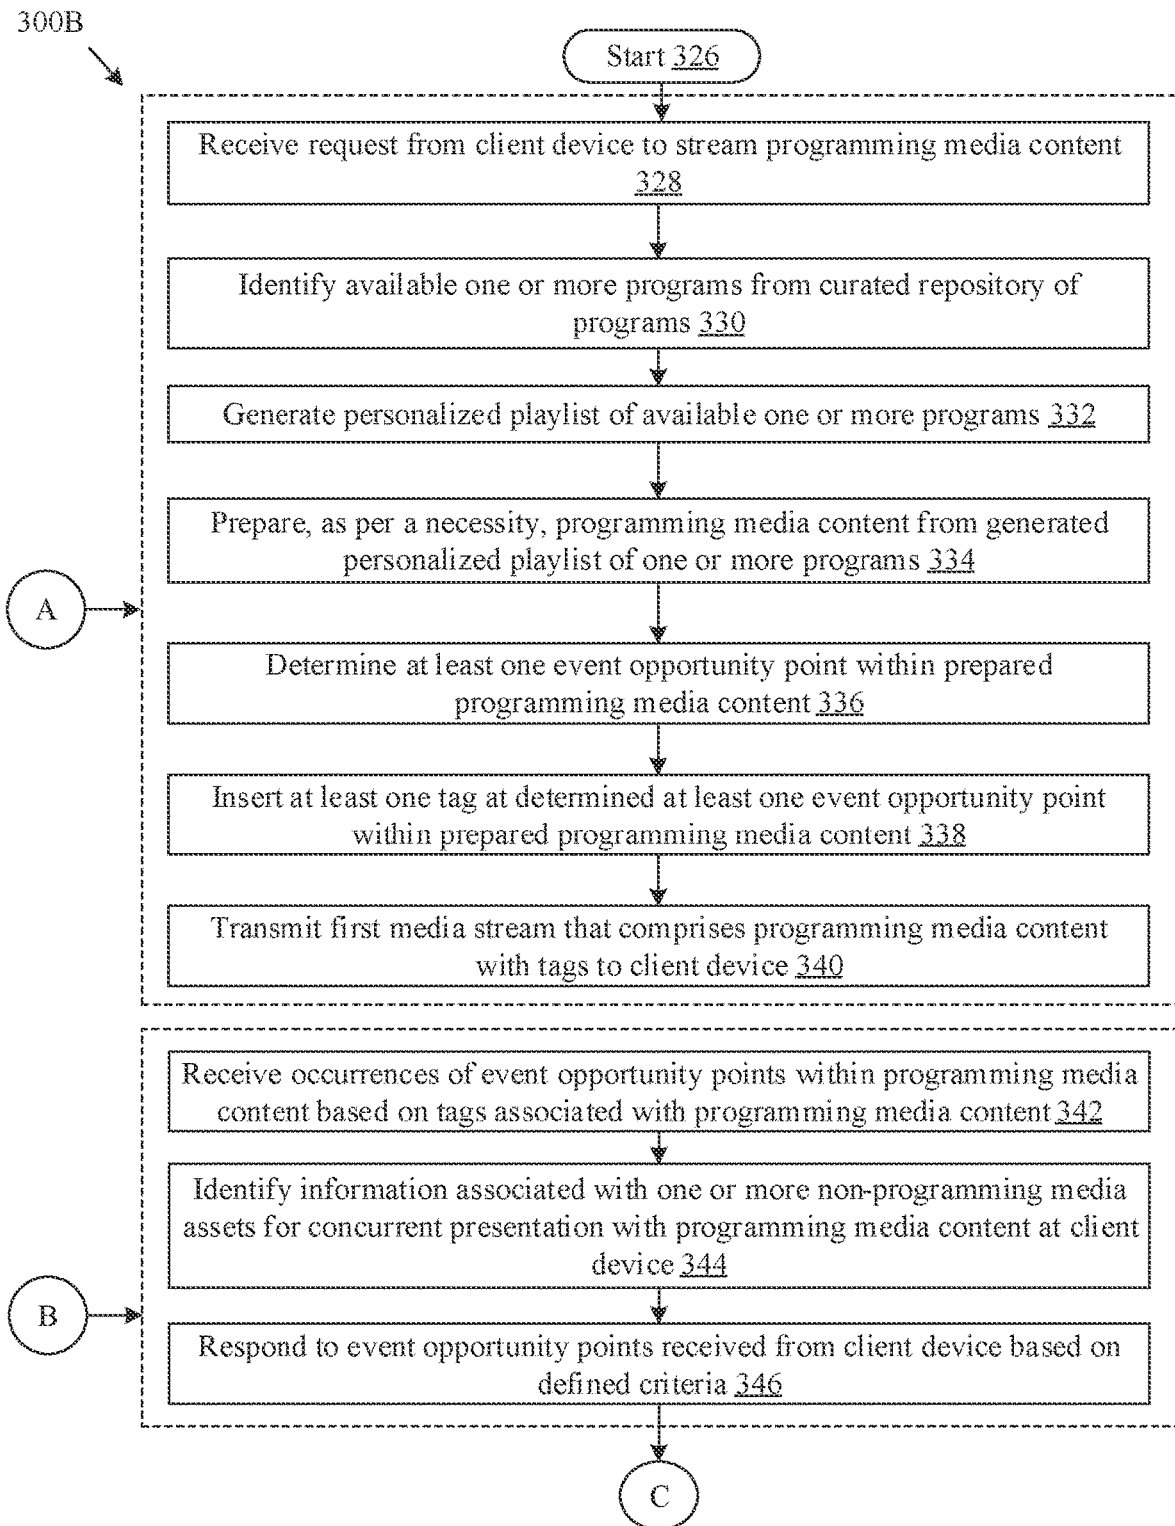 300B
Start 326
Receive request from client device to stream programming media content
328
Identify available one or more programs from curated repository of
programs 330
Generate personalized playlist of available one or more programs 332
Prepare, as per a necessity, programming media content from generated
personalized playlist of one or more programs 334
A
Determine at least one event opportunity point within prepared
programming media content 336
Insert at least one tag at determined at least one event opportunity point
within prepared programming media content 338
Transmit first media stream that comprises programming media content
with tags to client device 340
Receive occurrences of event opportunity points within programming media
content based on tags associated with programming media content 342
Identify information associated with one or more non-programming media
assets for concurrent presentation with programming media content at client
device 344
B
Respond to event opportunity points received from client device based on
defined criteria 346
C